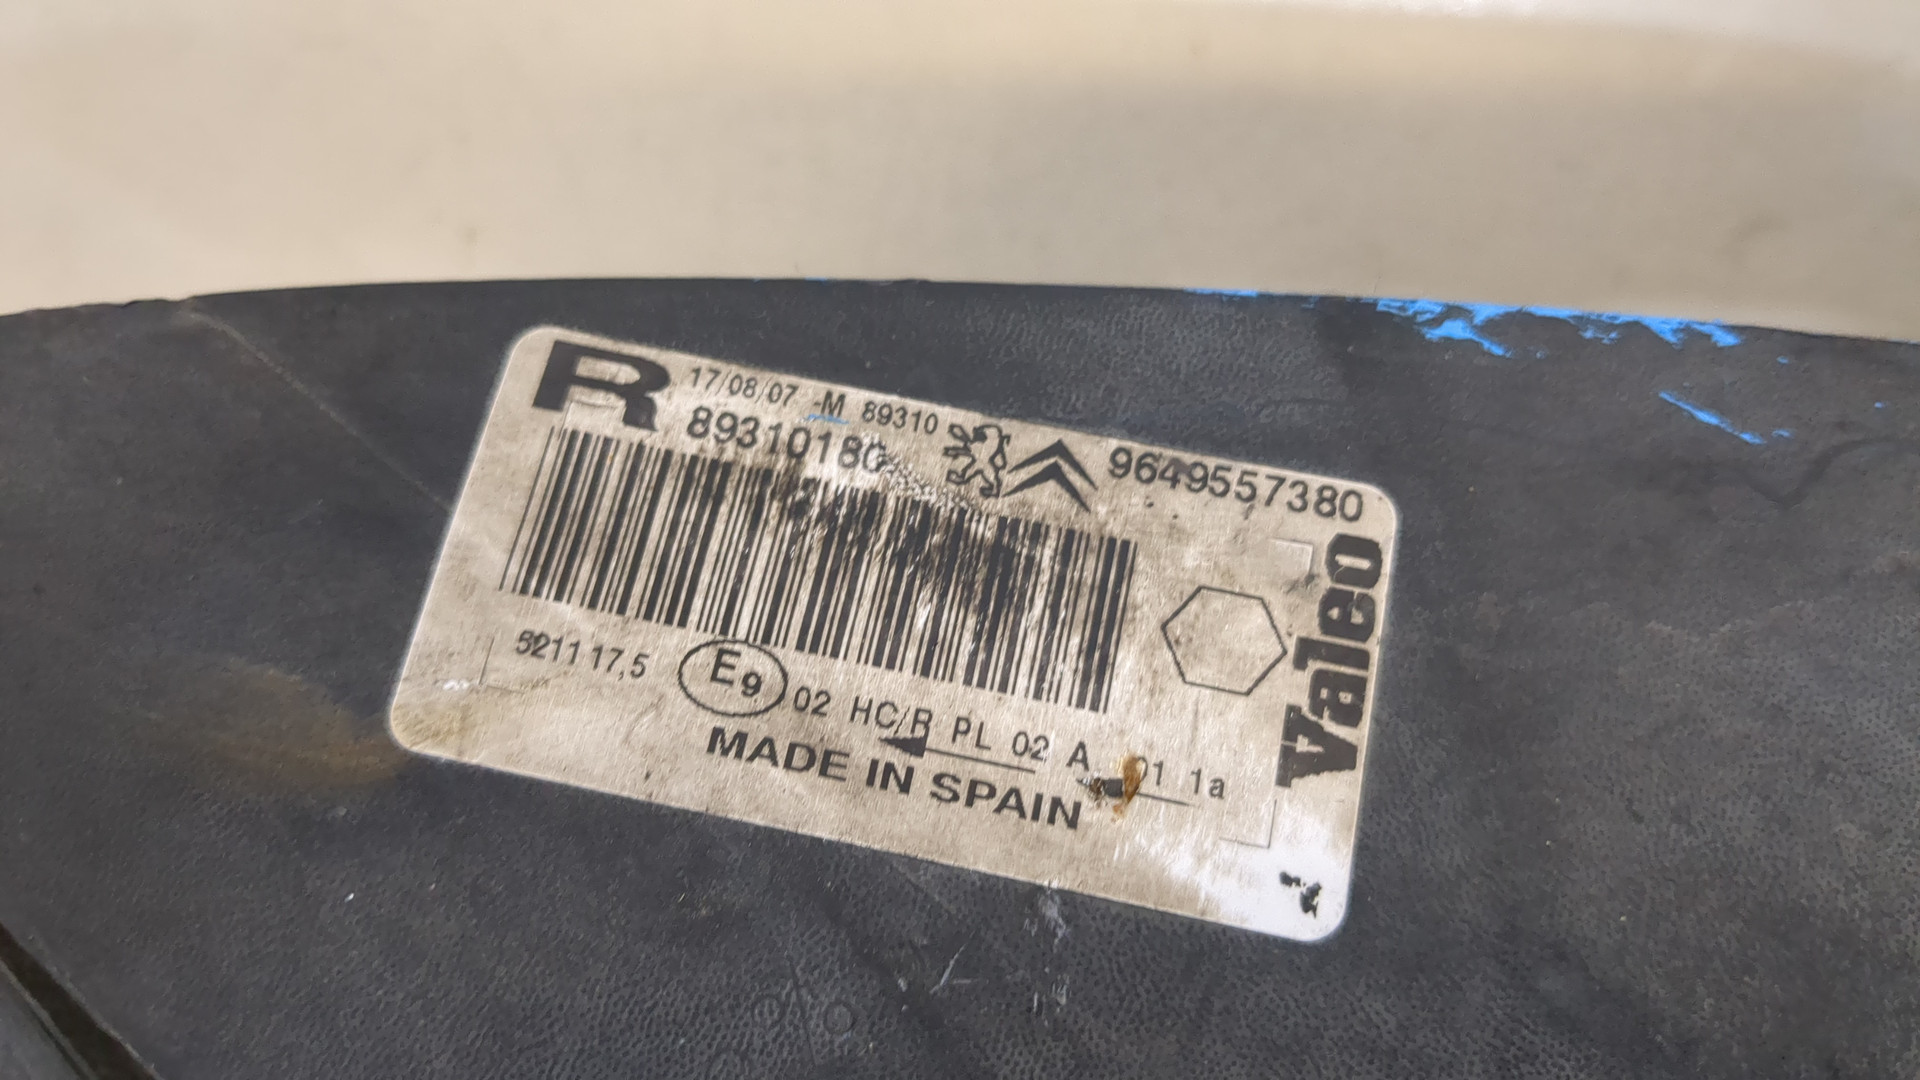 R 17/08/07 -M 89310
89310180 9649557380
Valeo
5211 17,5 E9 02 HC/R PL 02 A 01 1a
MADE IN SPAIN